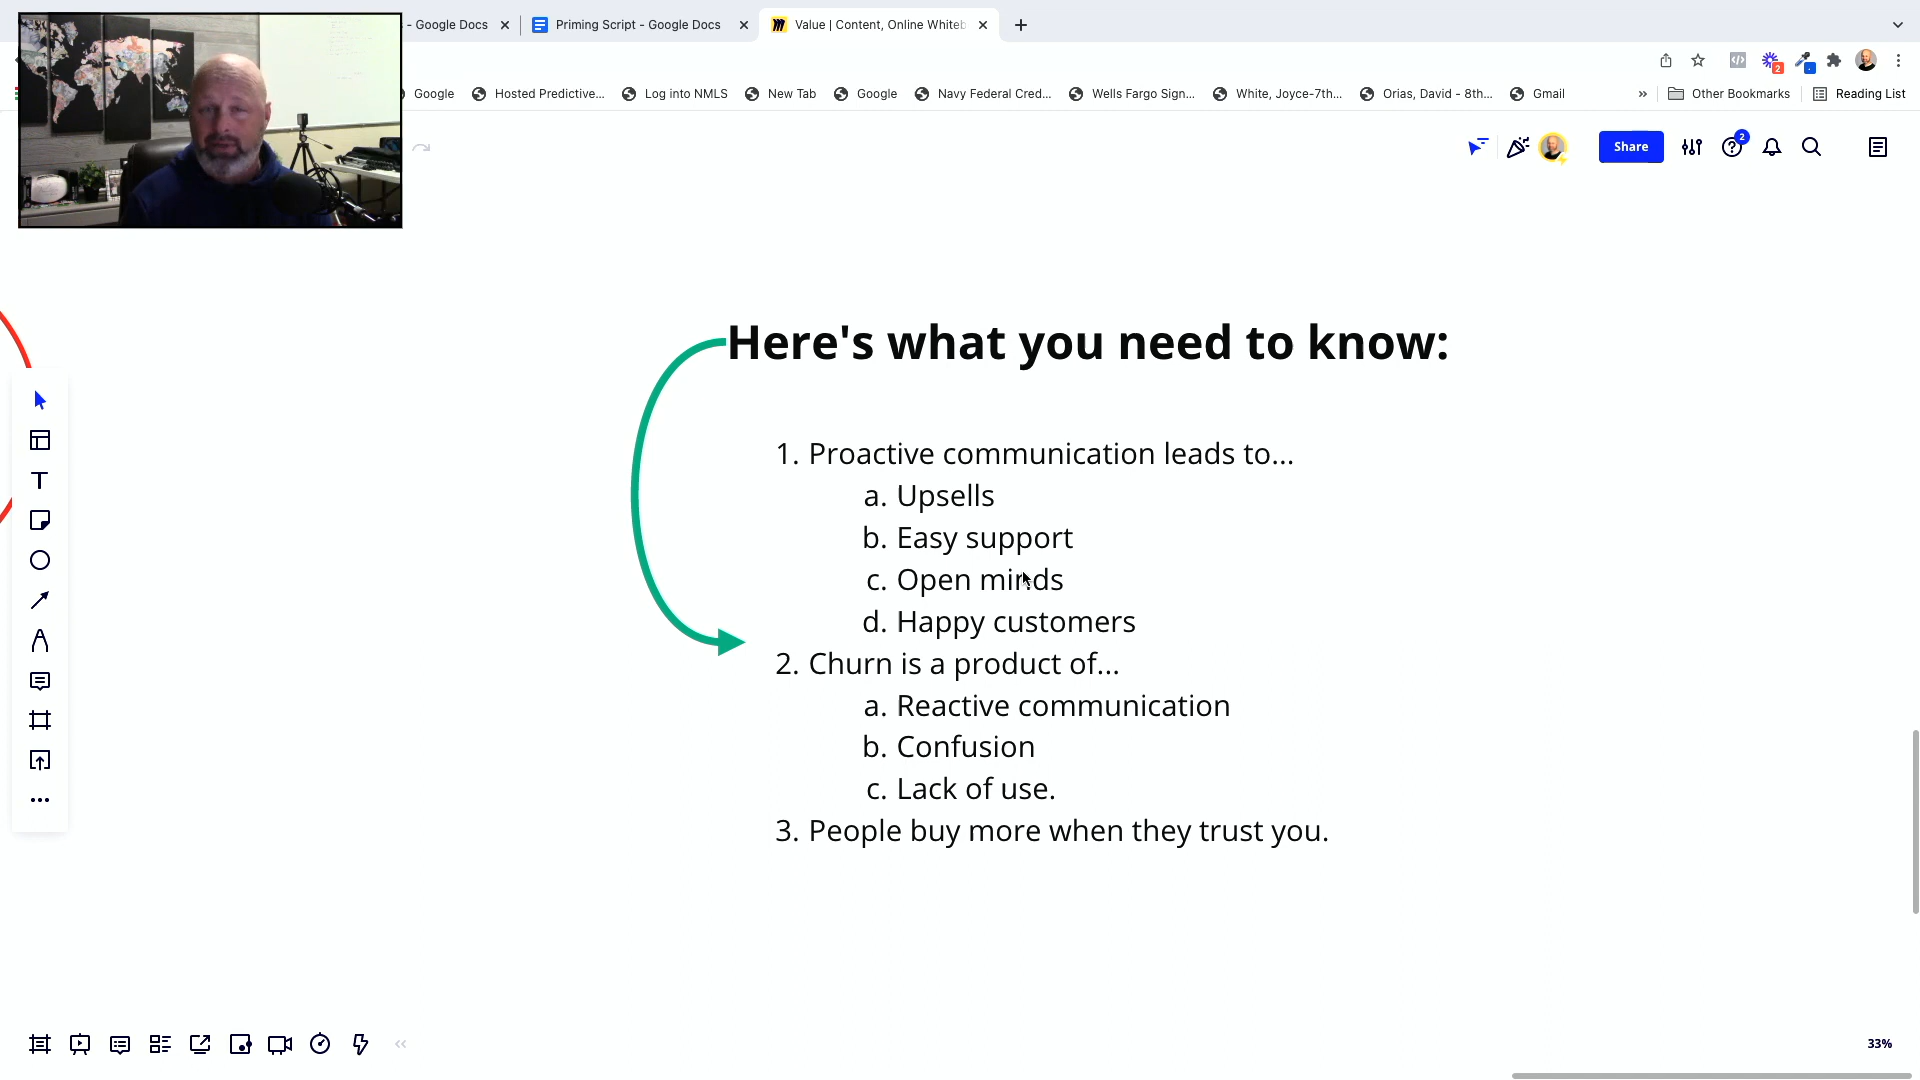 - Google Docs
Priming Script - Google Docs
Value | Content, Online Whiteb
Google
Hosted Predictive...
Log into NMLS
New Tab
Google
Navy Federal Cred...
Wells Fargo Sign...
White, Joyce-7th...
Orias, David - 8th...
Gmail
Other Bookmarks
Reading List
2
Share
2
Here's what you need to know:
1. Proactive communication leads to...
a. Upsells
b. Easy support
c. Open minds
d. Happy customers
2. Churn is a product of...
a. Reactive communication
b. Confusion
c. Lack of use.
3. People buy more when they trust you.
33%